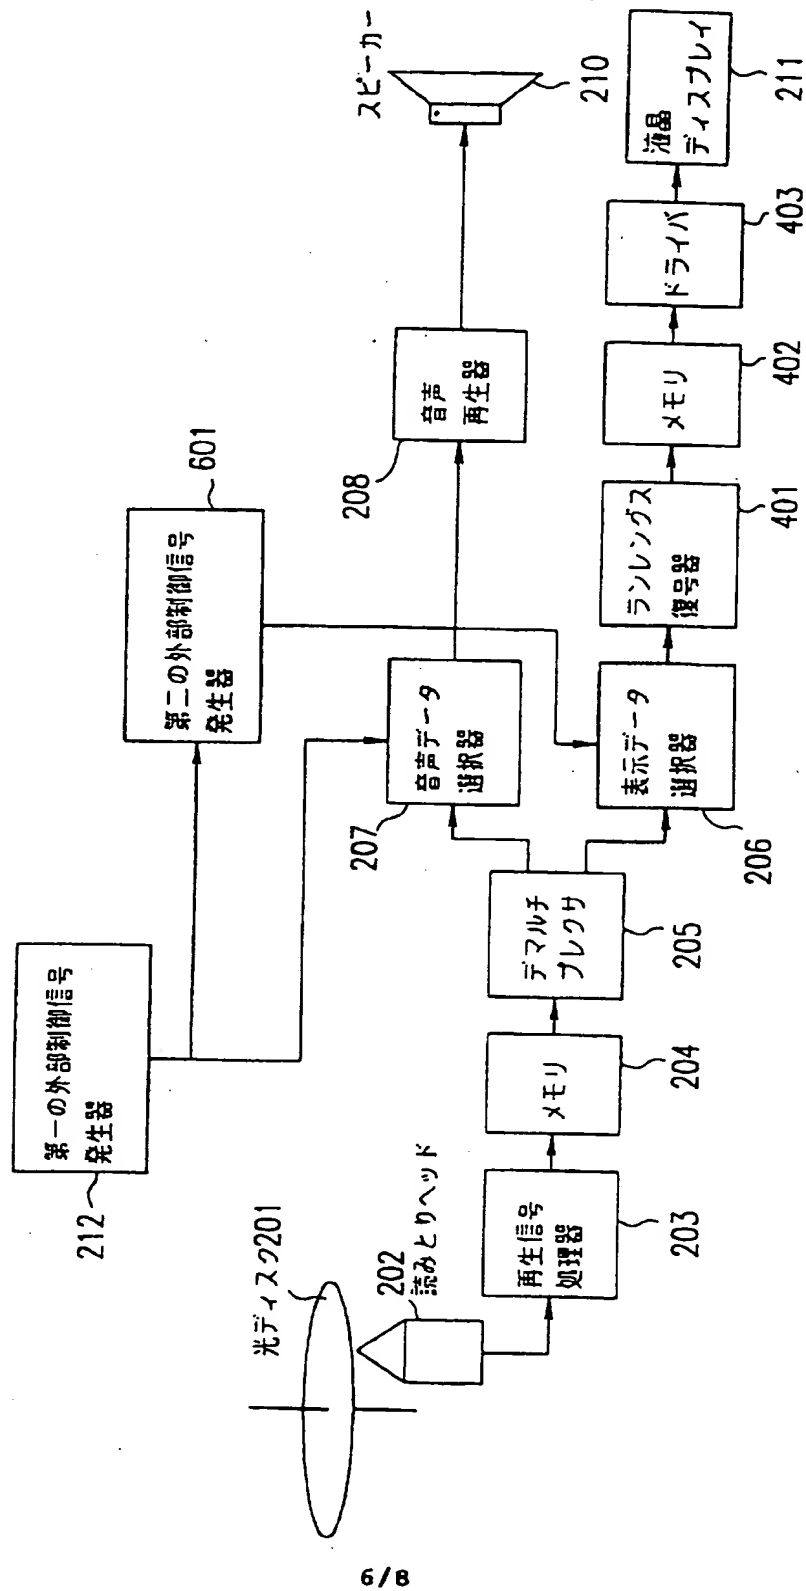 光ディスク201
202
読みとりヘッド
再生信号
処理器
203
メモリ
204
デマルチ
プレクサ
205
第一の外部制御信号
発生器
212
第二の外部制御信号
発生器
601
音声データ
選択器
207
表示データ
選択器
206
音声
再生器
208
スピーカー
210
ランレングス
復号器
401
メモリ
402
ドライバ
403
液晶
ディスプレイ
211
8/9